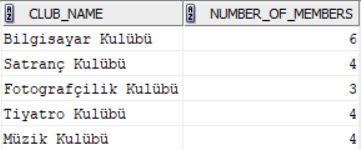 CLUB_NAME NUMBER_OF_MEMBERS
Bilgisayar Kulübü 6
Satranç Kulübü 4
Fotografçilik Kulübü 3
Tiyatro Kulübü 4
Müzik Kulübü 4